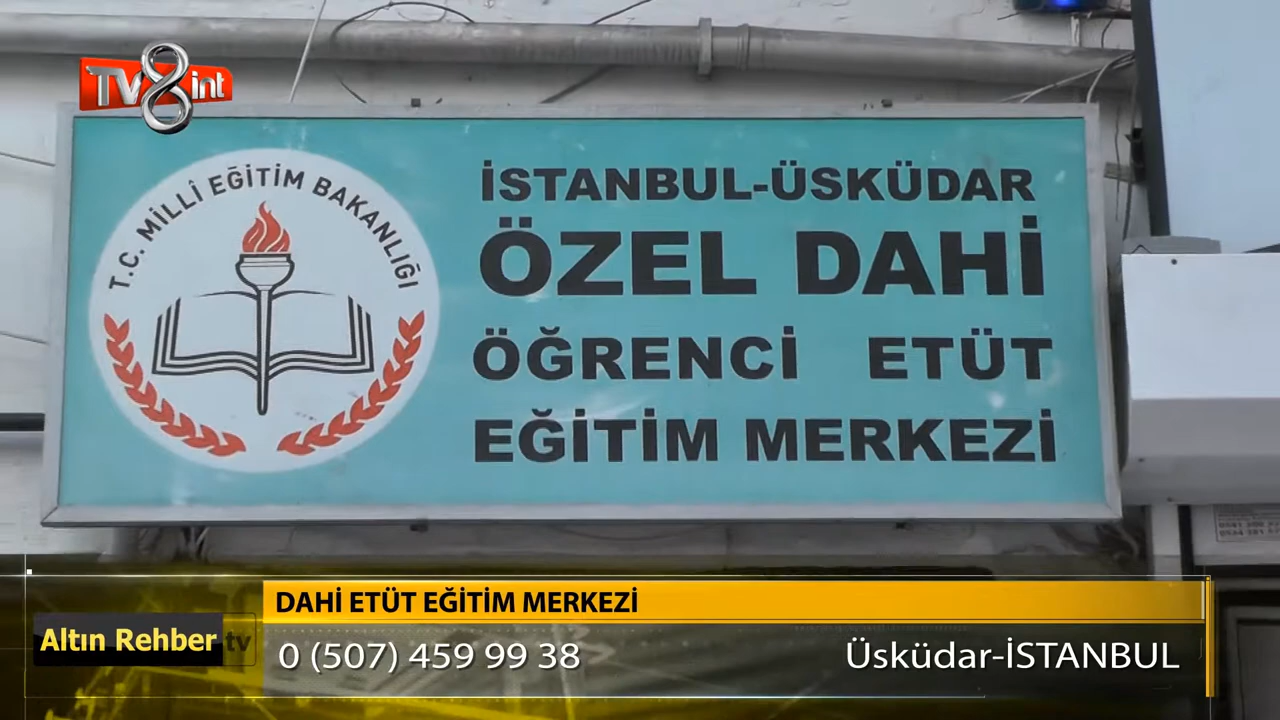 TV8int
T.C. MİLLÎ EĞİTİM BAKANLIĞI
İSTANBUL-ÜSKÜDAR
ÖZEL DAHİ
ÖĞRENCİ ETÜT
EĞİTİM MERKEZİ
DAHİ ETÜT EĞİTİM MERKEZİ
Altın Rehber tv
0 (507) 459 99 38
Üsküdar-İSTANBUL